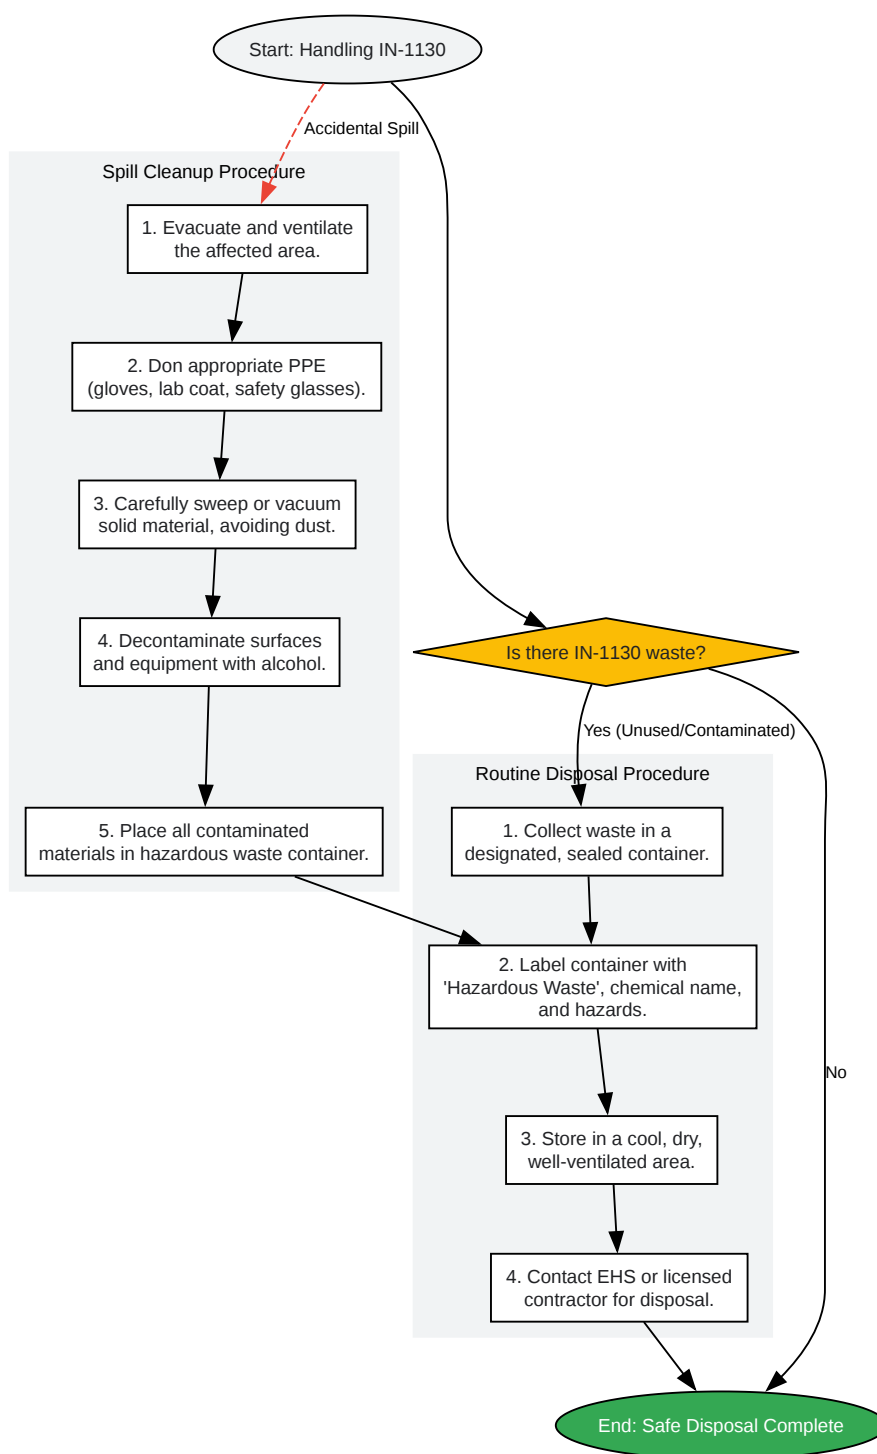 Start: Handling IN-1130
Accidental Spill
Spill Cleanup Procedure
1. Evacuate and ventilate
the affected area.
2. Don appropriate PPE
(gloves, lab coat, safety glasses).
3. Carefully sweep or vacuum
solid material, avoiding dust.
4. Decontaminate surfaces
and equipment with alcohol.
5. Place all contaminated
materials in hazardous waste container.
Is there IN-1130 waste?
Yes (Unused/Contaminated)
Routine Disposal Procedure
1. Collect waste in a
designated, sealed container.
2. Label container with
'Hazardous Waste', chemical name,
and hazards.
No
3. Store in a cool, dry,
well-ventilated area.
4. Contact EHS or licensed
contractor for disposal.
End: Safe Disposal Complete